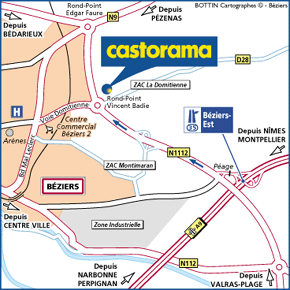 Depuis
BÉDARIEUX
Rond-Point
Edgar Faure
N9
Depuis
PÉZENAS
BOTTIN Cartographes © - Béziers
castorama
D28
ZAC La Domitienne
Rond-Point
Vincent Badie
H
Voie Domitienne
Arènes
Centre
Commercial
Béziers 2
Béziers-
Est
35
Bd Mal Leclerc
Depuis NÎMES
MONTPELLIER
N1112
ZAC Montimaran
Péage
BÉZIERS
Depuis
CENTRE VILLE
Zone Industrielle
A9
N112
Depuis
NARBONNE
PERPIGNAN
Depuis
VALRAS-PLAGE